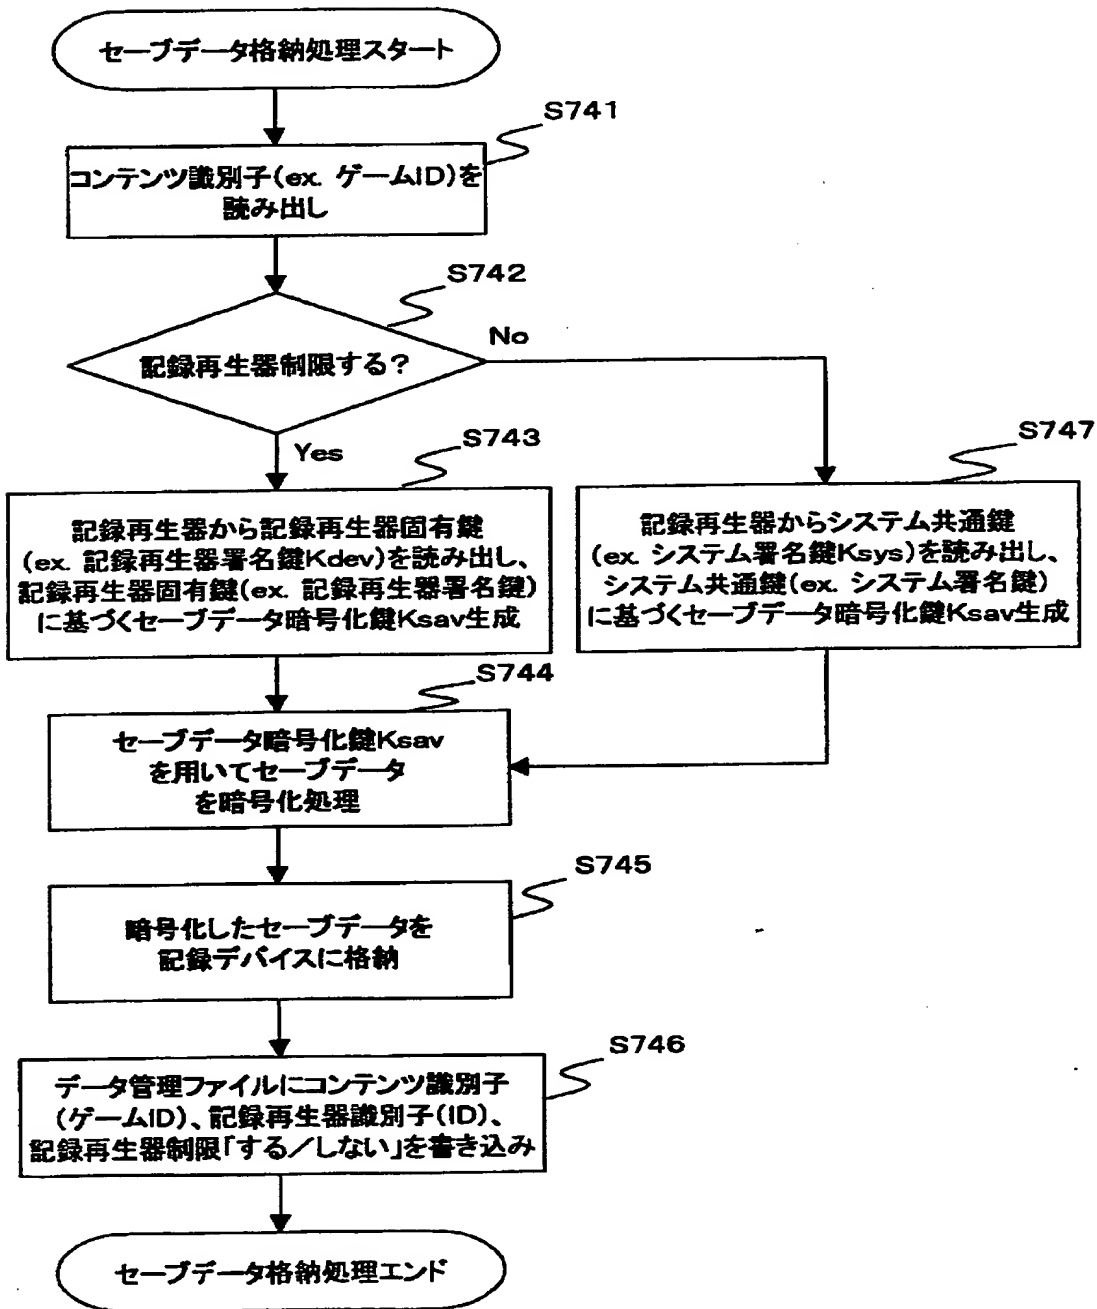 セーブデータ格納処理スタート
S741
コンテンツ識別子(ex. ゲームID)を
読み出し
S742
記録再生器制限する?
No
Yes
S743
記録再生器から記録再生器固有鍵
(ex. 記録再生器署名鍵Kdev)を読み出し、
記録再生器固有鍵(ex. 記録再生器署名鍵)
に基づくセーブデータ暗号化鍵Ksav生成
S747
記録再生器からシステム共通鍵
(ex. システム署名鍵Ksys)を読み出し、
システム共通鍵(ex. システム署名鍵)
に基づくセーブデータ暗号化鍵Ksav生成
S744
セーブデータ暗号化鍵Ksav
を用いてセーブデータ
を暗号化処理
S745
暗号化したセーブデータを
記録デバイスに格納
S746
データ管理ファイルにコンテンツ識別子
(ゲームID)、記録再生器識別子(ID)、
記録再生器制限「する/しない」を書き込み
セーブデータ格納処理エンド